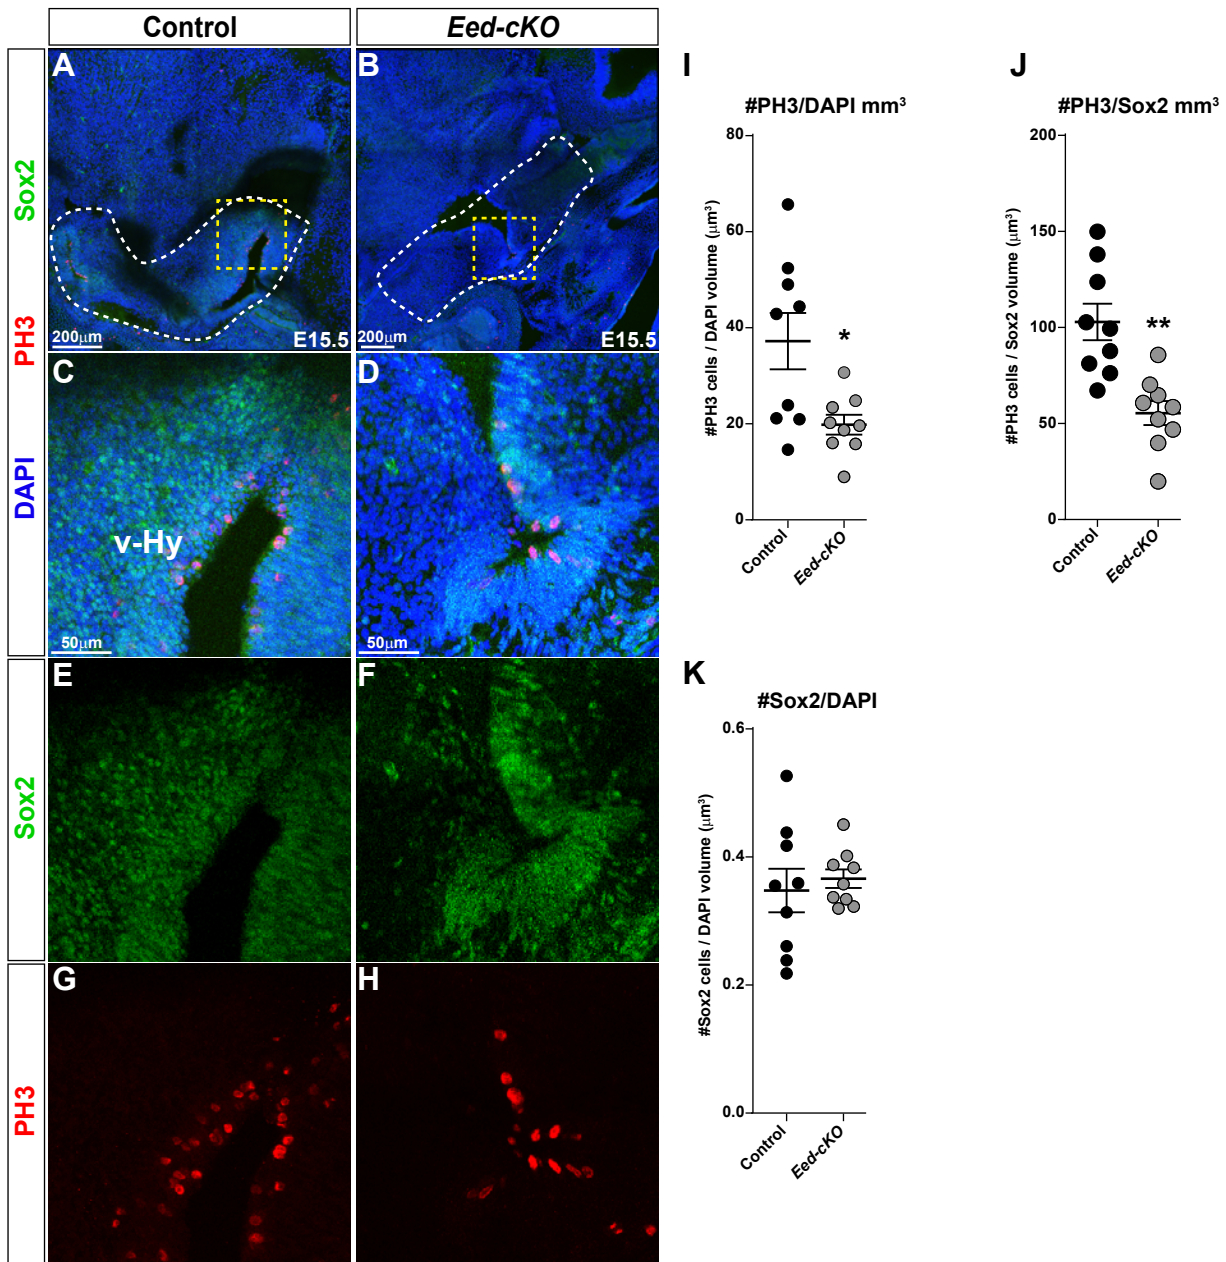 Control
Eed-cKO
Sox2
PH3
DAPI
A
200μm
E15.5
B
200μm
E15.5
C
v-Hy
50μm
D
50μm
Sox2
E
F
PH3
G
H
I
#PH3/DAPI mm³
#PH3 cells / DAPI volume (μm³)
80
60
40
20
0
*
Control
Eed-cKO
J
#PH3/Sox2 mm³
#PH3 cells / Sox2 volume (μm³)
200
150
100
50
0
**
Control
Eed-cKO
K
#Sox2/DAPI
#Sox2 cells / DAPI volume (μm³)
0.6
0.4
0.2
0.0
Control
Eed-cKO